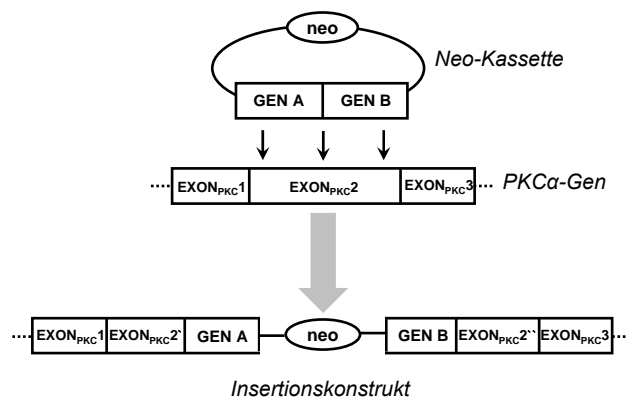 neo
Neo-Kassette
GEN A GEN B
EXONPKC1 EXONPKC2 EXONPKC3 PKCα-Gen
EXONPKC1 EXONPKC2` GEN A neo GEN B EXONPKC2`` EXONPKC3
Insertionskonstrukt